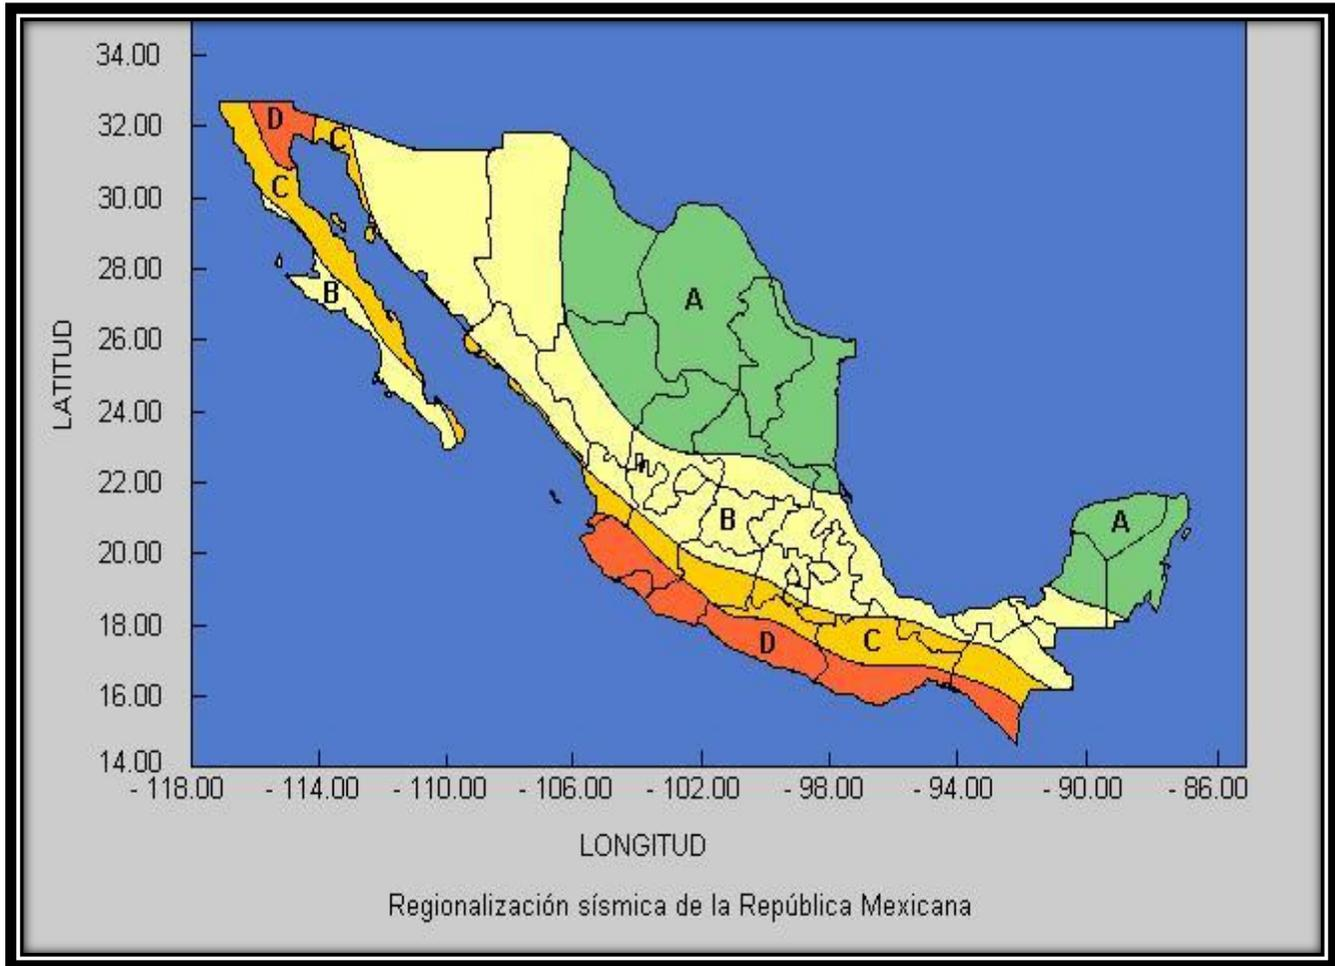 34.00
32.00
30.00
28.00
26.00
24.00
22.00
20.00
18.00
16.00
14.00
LATITUD
D
C
C
B
A
B
A
D
C
- 118.00 - 114.00 - 110.00 - 106.00 - 102.00 - 98.00 - 94.00 - 90.00 - 86.00
LONGITUD
Regionalización sísmica de la República Mexicana